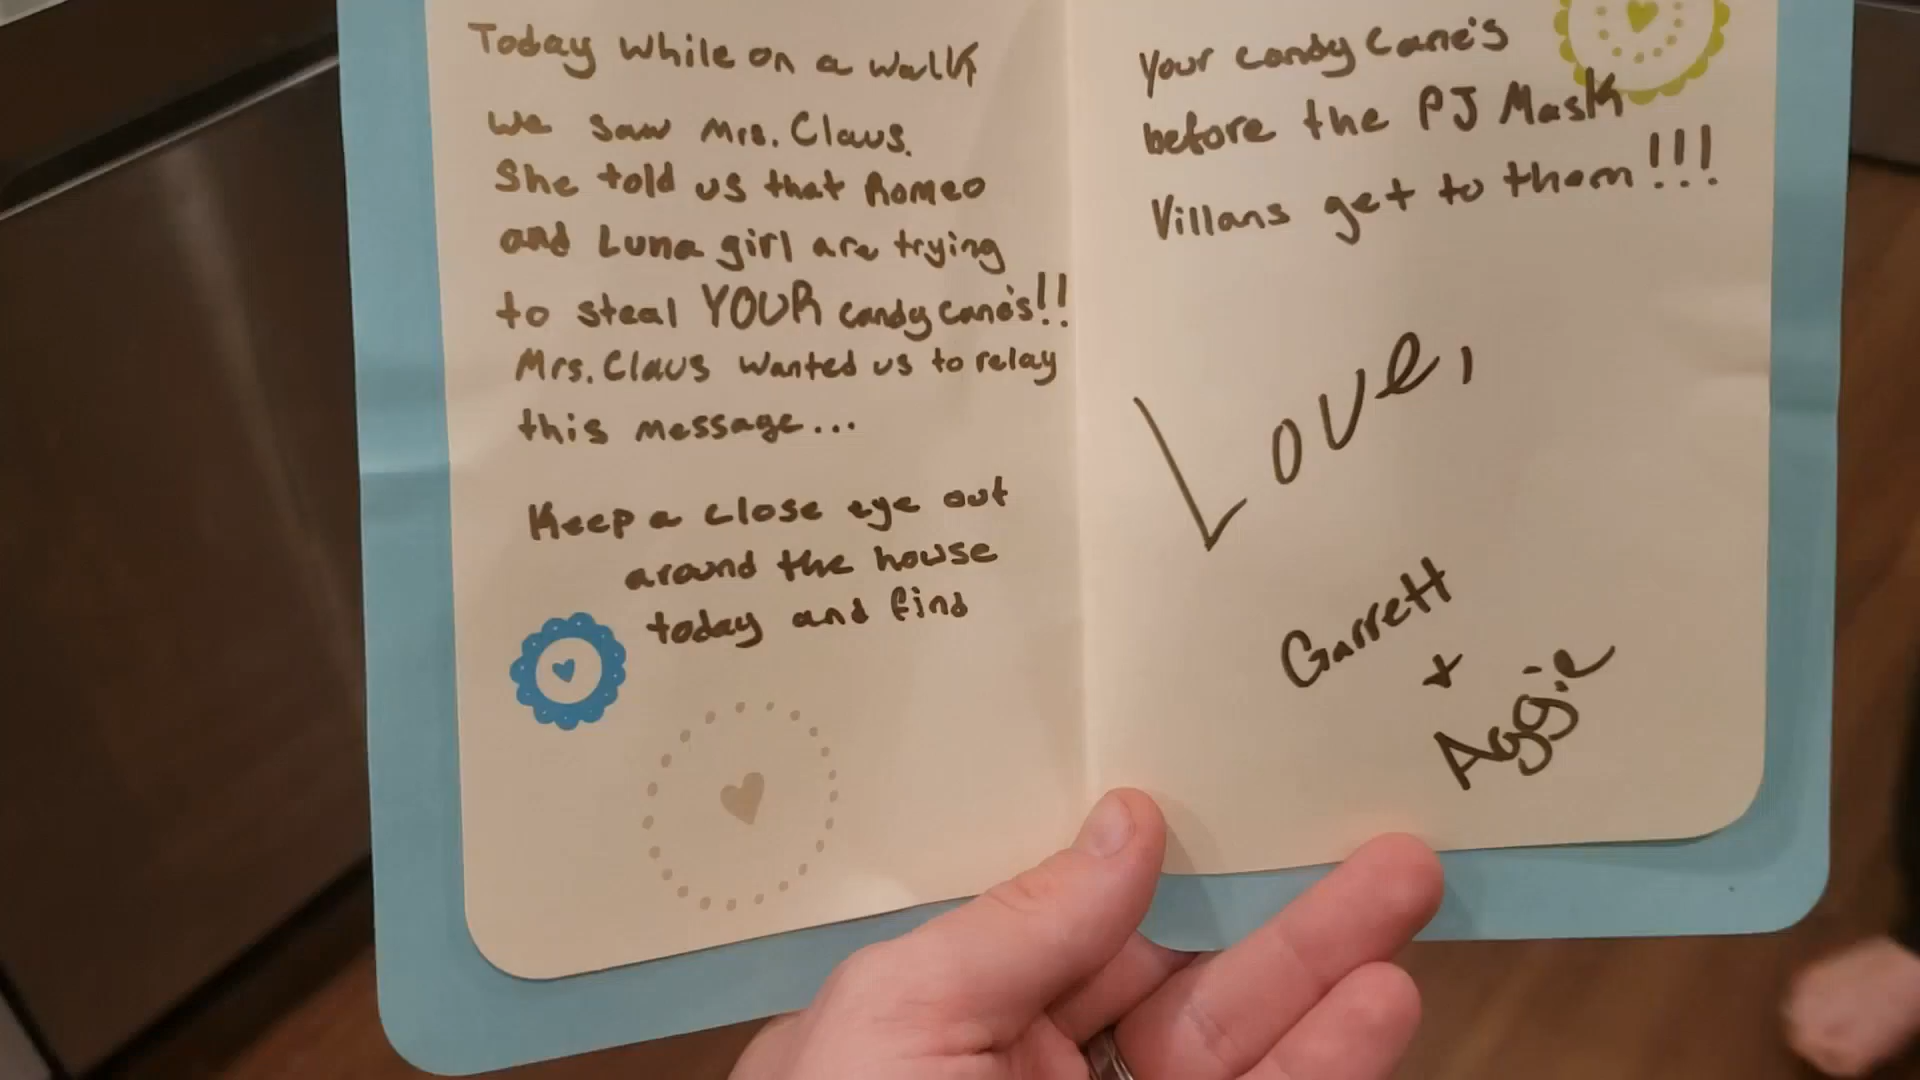 Today while on a walk
we saw Mrs. Claus.
She told us that Romeo
and Luna girl are trying
to steal YOUR candy cane's!!
Mrs. Claus wanted us to relay
this message...
Keep a close eye out
around the house
today and find
Your candy cane's
before the PJ Mask
Villans get to them!!!
Love,
Garrett
+
Aggie